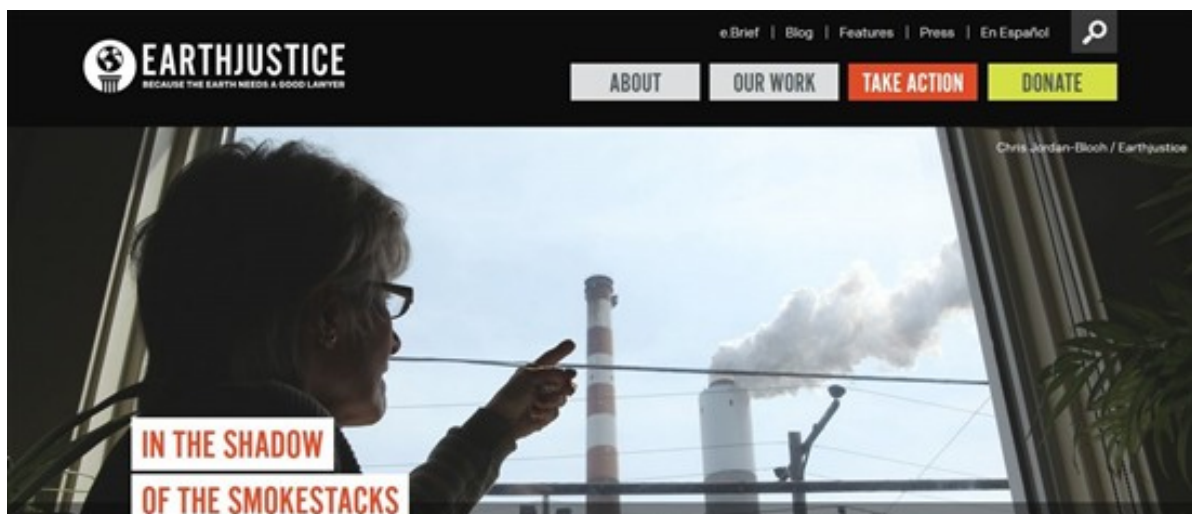 e.Brief | Blog | Features | Press | En Español
EARTHJUSTICE
BECAUSE THE EARTH NEEDS A GOOD LAWYER
ABOUT
OUR WORK
TAKE ACTION
DONATE
Chris Jordan-Bloch / Earthjustice
IN THE SHADOW
OF THE SMOKESTACKS